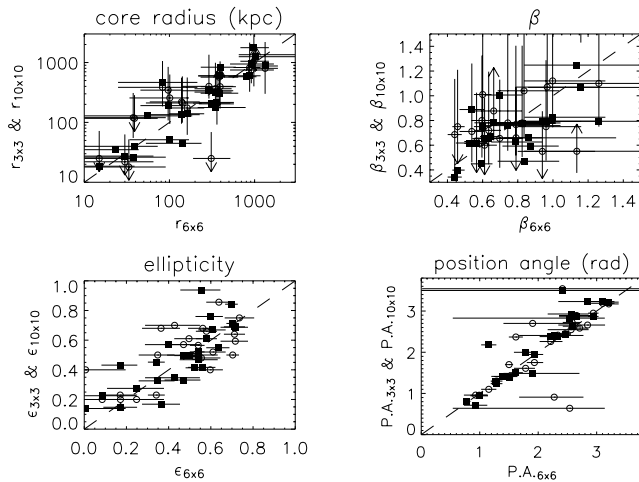 core radius (kpc)
1000
100
10
10 100 1000
r3x3 & r10x10
r6x6
β
1.4
1.2
1.0
0.8
0.6
0.4
0.4 0.6 0.8 1.0 1.2 1.4
β3x3 & β10x10
β6x6
ellipticity
1.0
0.8
0.6
0.4
0.2
0.0
0.0 0.2 0.4 0.6 0.8 1.0
ε3x3 & ε10x10
ε6x6
position angle (rad)
3
2
1
0
0 1 2 3
P.A.3x3 & P.A.10x10
P.A.6x6